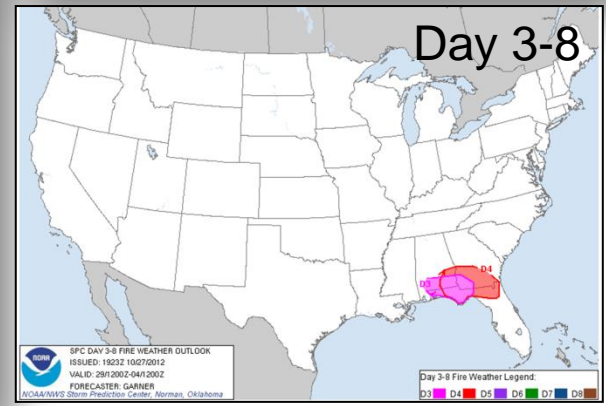 Day 3-8
D4
D3
NOAA
SPC DAY 3-8 FIRE WEATHER OUTLOOK
ISSUED: 1923Z 10/27/2012
VALID: 29/1200Z-04/1200Z
FORECASTER: GARNER
NOAA/NWS Storm Prediction Center, Norman, Oklahoma
Day 3-8 Fire Weather Legend:
D3 D4 D5 D6 D7 D8